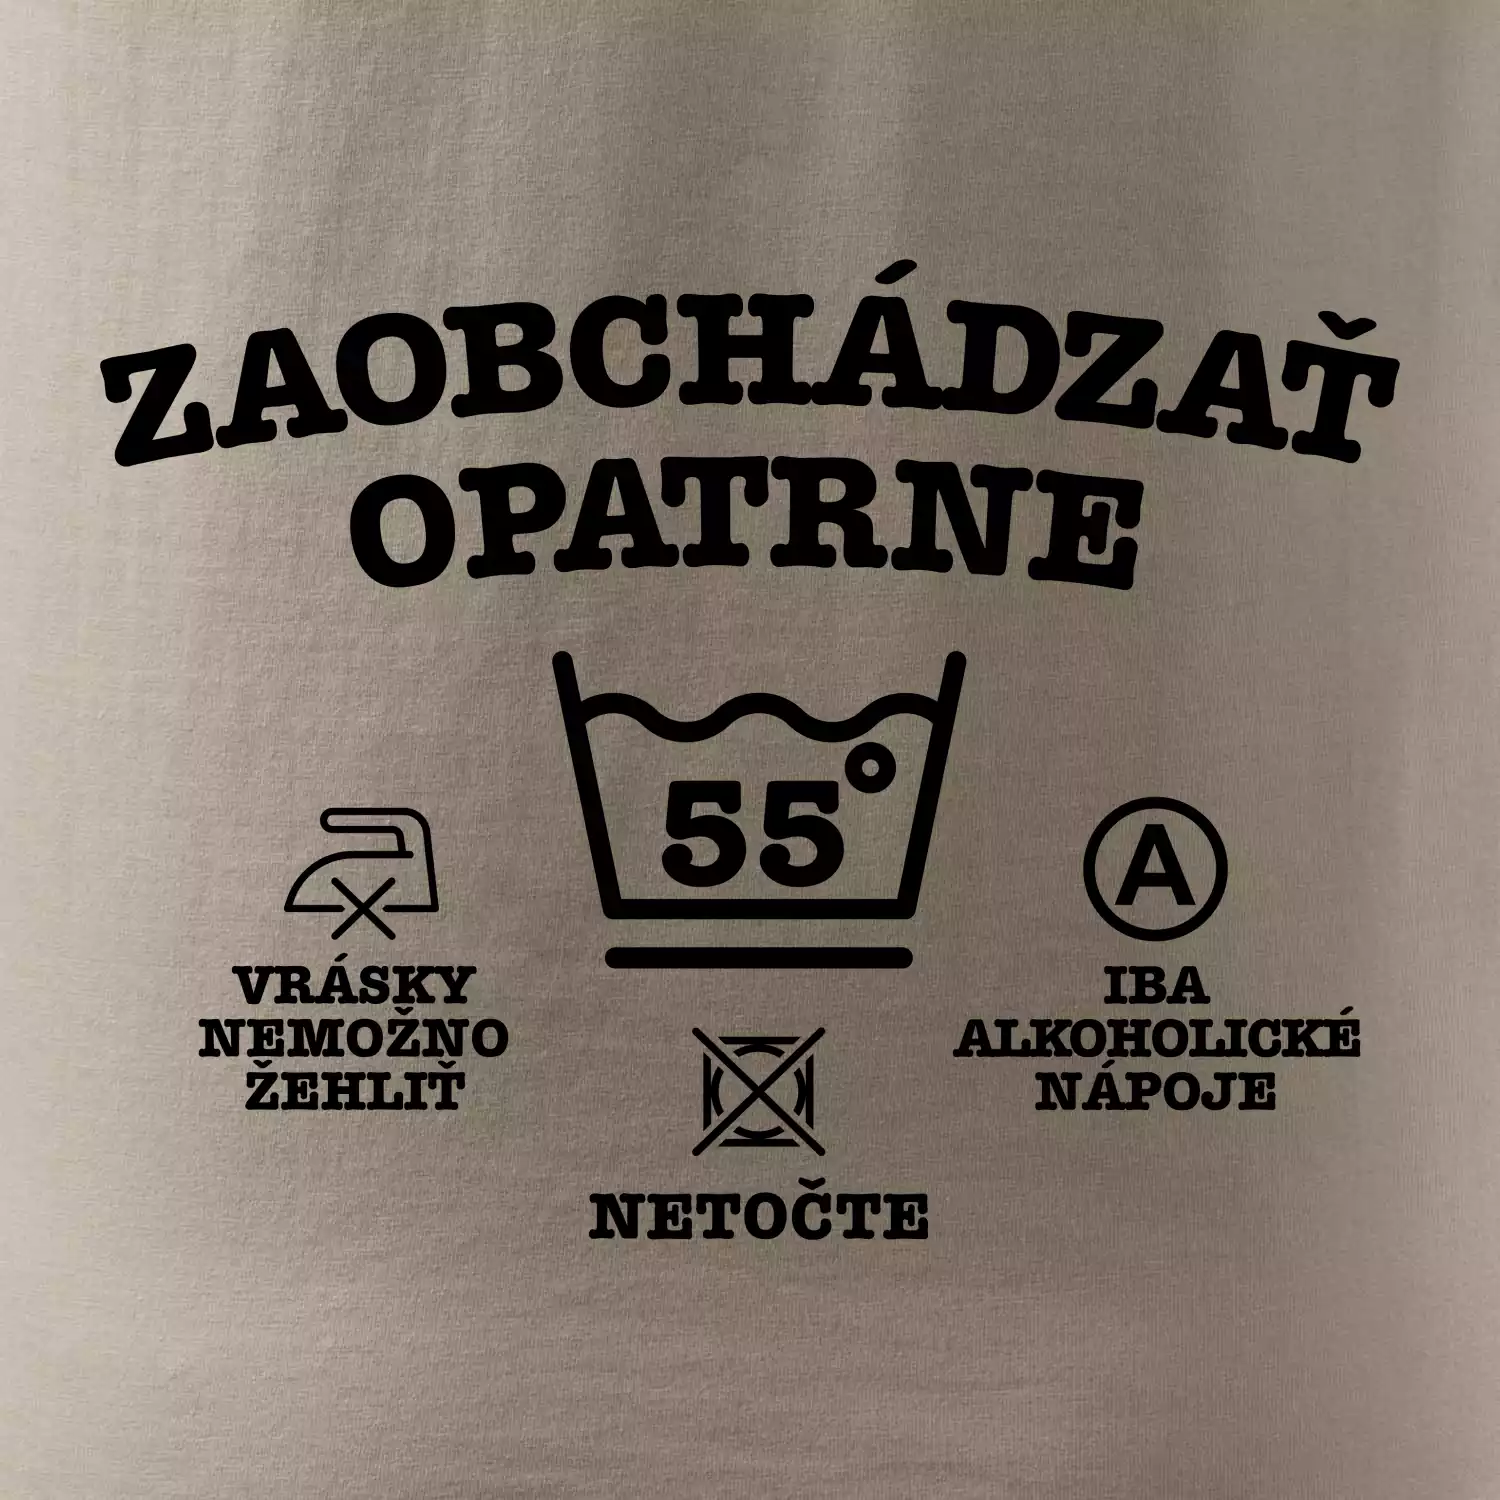 ZAOBCHÁDZAŤ
OPATRNE
55°
VRÁSKY
NEMOŽNO
ŽEHLIŤ
A
IBA
ALKOHOLICKÉ
NÁPOJE
NETOČTE